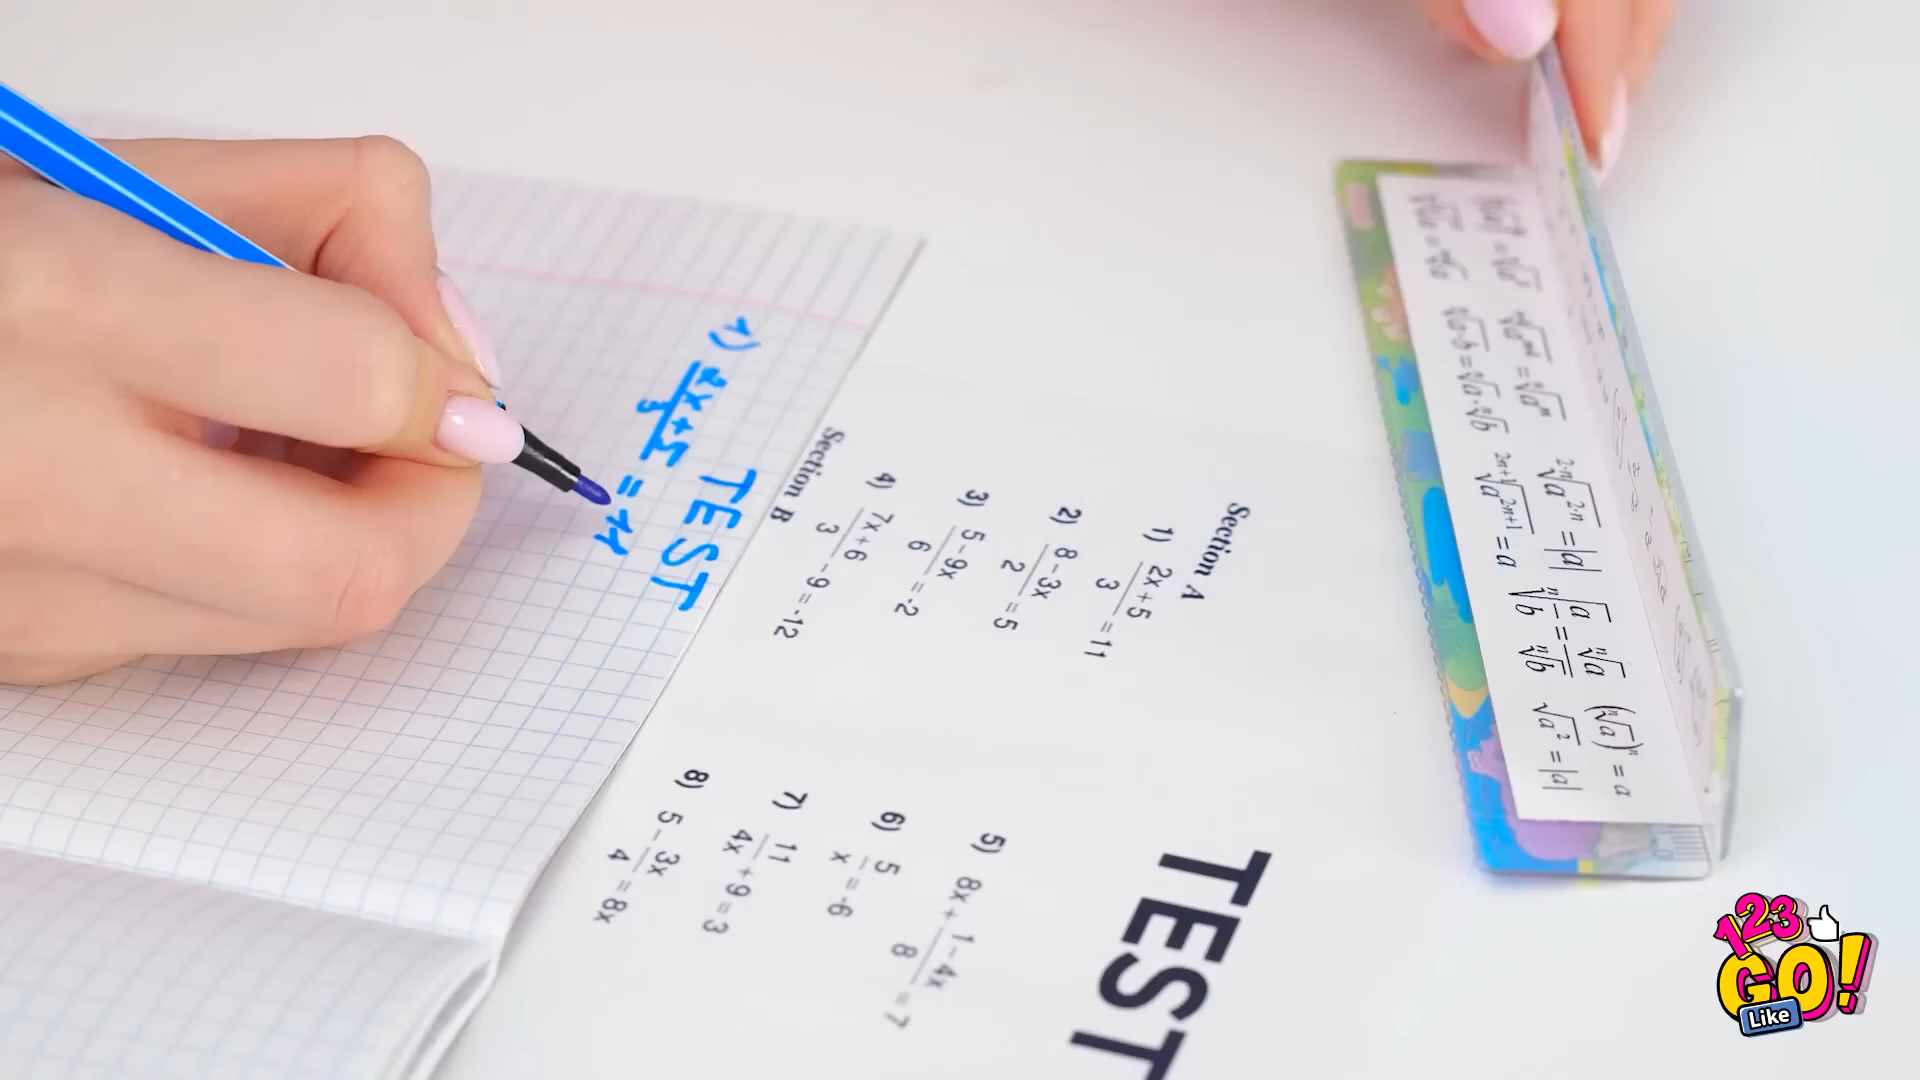 TEST
1) 2x+5/3 = 11
TEST
Section A
1) 2x+5/3 = 11
2) 8-3x/2 = 5
3) 5-9x/6 = -2
4) 7x+6/3 - 9 = -12
Section B
5) 8x + 1-4x/8 = 7
6) 5/x = -6
7) 11/4x + 9 = 3
8) 5 - 3x/4 = 8x
ⁿ√a/b = ⁿ√a/ⁿ√b
(ⁿ√a)ⁿ = a
²ⁿ√a²ⁿ = |a|
²ⁿ⁺¹√a²ⁿ⁺¹ = a
√a² = |a|
ⁿ√a·b = ⁿ√a · ⁿ√b
123
GO!
Like